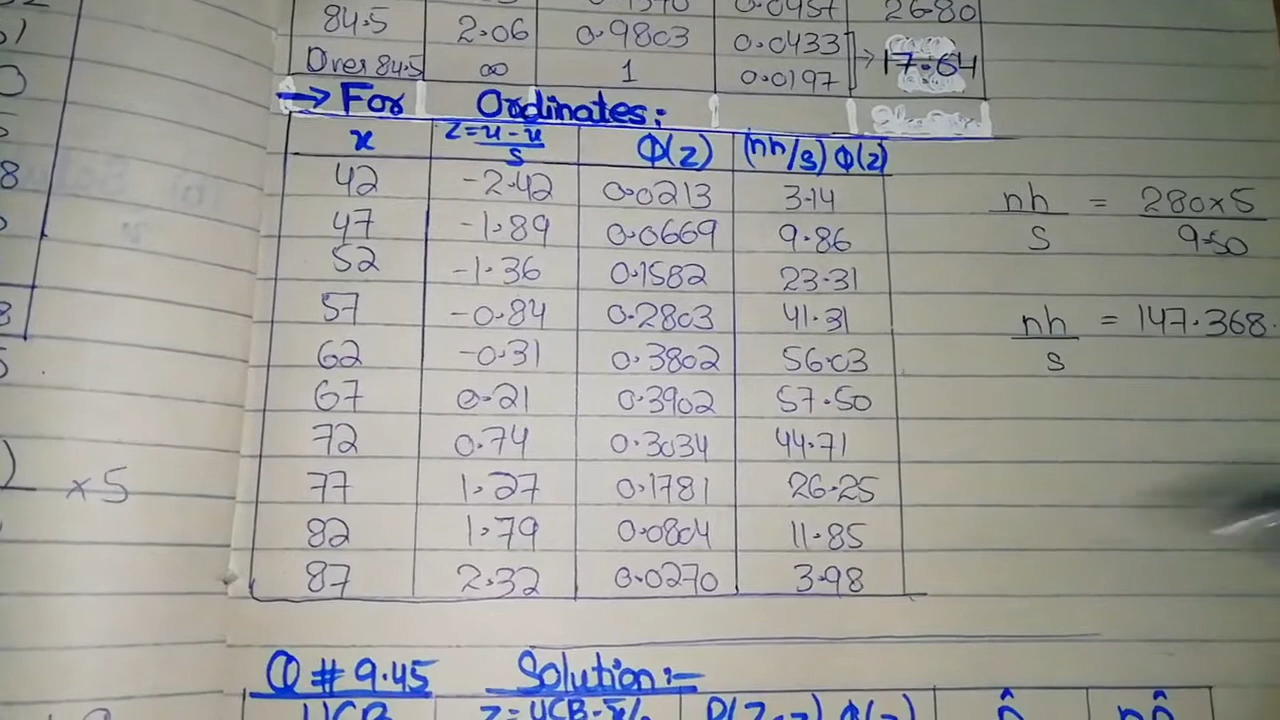 2680
84.5 2.06 0.9803 0.0433
Over 84.5 ∞ 1 0.0197 → 17.64
→ For Ordinates:
x z=x-x/s φ(z) (nh/s) φ(z)
42 -2.42 0.0213 3.14
47 -1.89 0.0669 9.86
52 -1.36 0.1582 23.31
57 -0.84 0.2803 41.31
62 -0.31 0.3802 56.03
67 0.21 0.3902 57.50
72 0.74 0.3034 44.71
77 1.27 0.1781 26.25
82 1.79 0.0804 11.85
87 2.32 0.0270 3.98
nh/s = 280x5/9.50
nh/s = 147.368.
x5
Q # 9.45 Solution:-